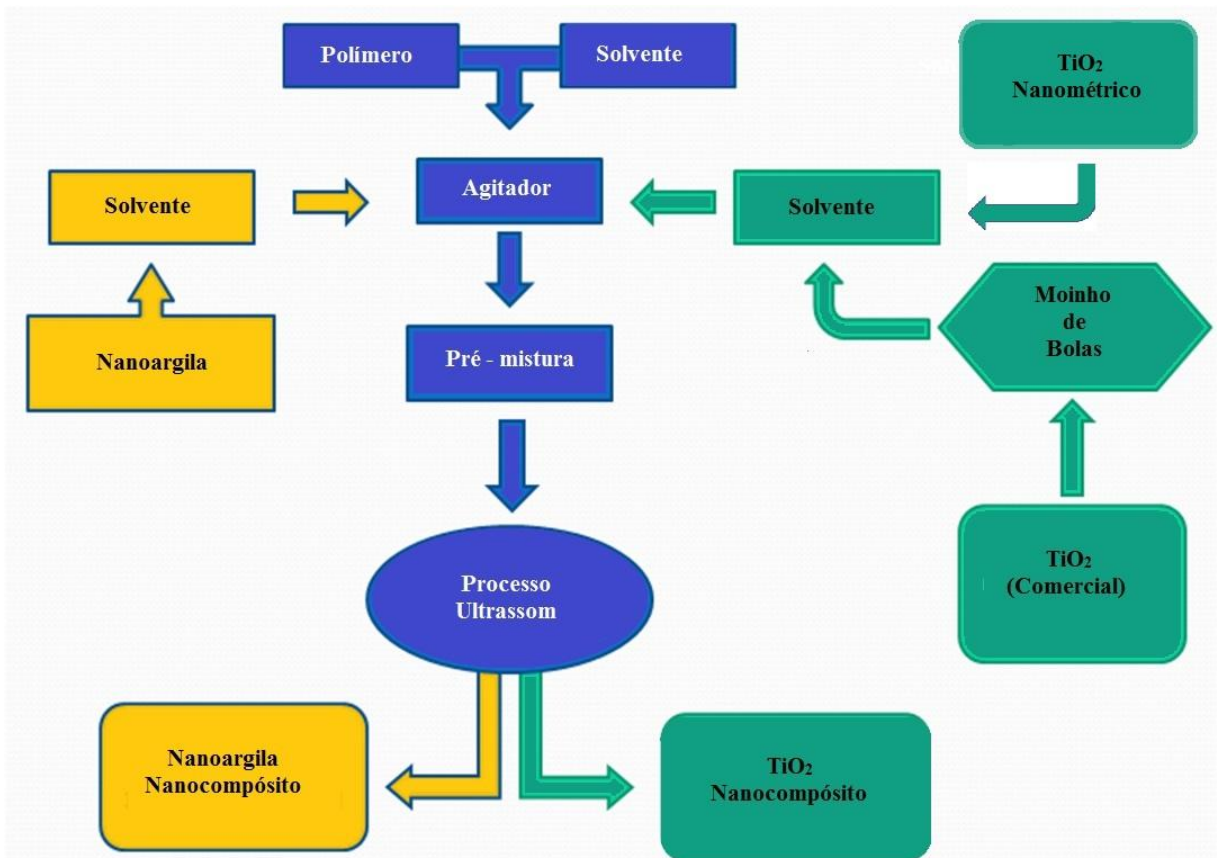 Polímero
Solvente
TiO₂
Nanométrico
Solvente
Agitador
Solvente
Nanoargila
Pré - mistura
Moinho
de
Bolas
Processo
Ultrassom
TiO₂
(Comercial)
Nanoargila
Nanocompósito
TiO₂
Nanocompósito